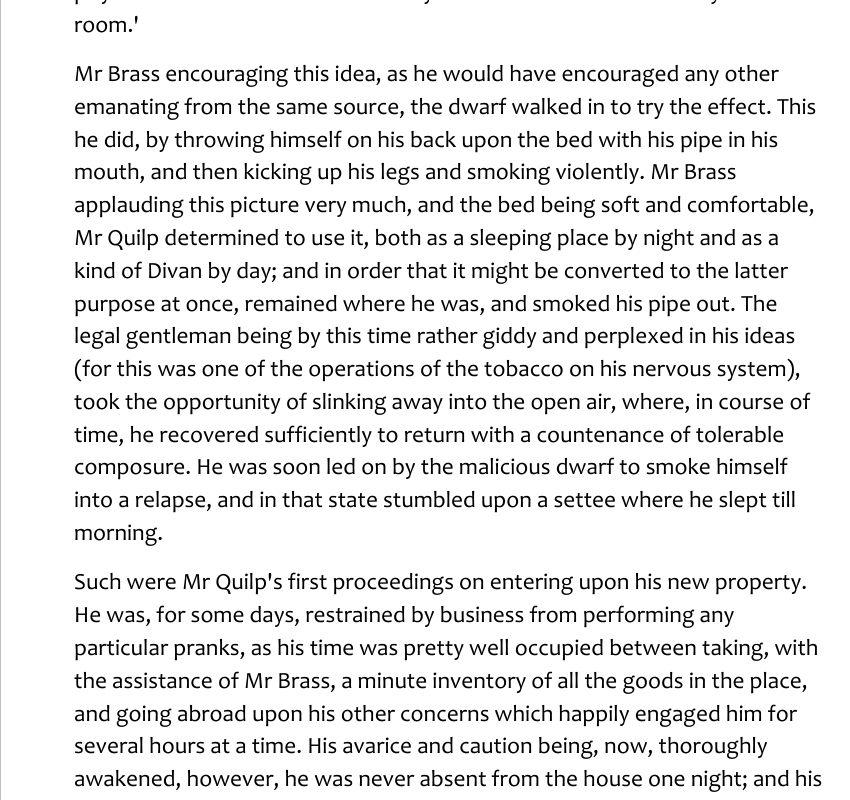 room.'
Mr Brass encouraging this idea, as he would have encouraged any other
emanating from the same source, the dwarf walked in to try the effect. This
he did, by throwing himself on his back upon the bed with his pipe in his
mouth, and then kicking up his legs and smoking violently. Mr Brass
applauding this picture very much, and the bed being soft and comfortable,
Mr Quilp determined to use it, both as a sleeping place by night and as a
kind of Divan by day; and in order that it might be converted to the latter
purpose at once, remained where he was, and smoked his pipe out. The
legal gentleman being by this time rather giddy and perplexed in his ideas
(for this was one of the operations of the tobacco on his nervous system),
took the opportunity of slinking away into the open air, where, in course of
time, he recovered sufficiently to return with a countenance of tolerable
composure. He was soon led on by the malicious dwarf to smoke himself
into a relapse, and in that state stumbled upon a settee where he slept till
morning.
Such were Mr Quilp's first proceedings on entering upon his new property.
He was, for some days, restrained by business from performing any
particular pranks, as his time was pretty well occupied between taking, with
the assistance of Mr Brass, a minute inventory of all the goods in the place,
and going abroad upon his other concerns which happily engaged him for
several hours at a time. His avarice and caution being, now, thoroughly
awakened, however, he was never absent from the house one night; and his